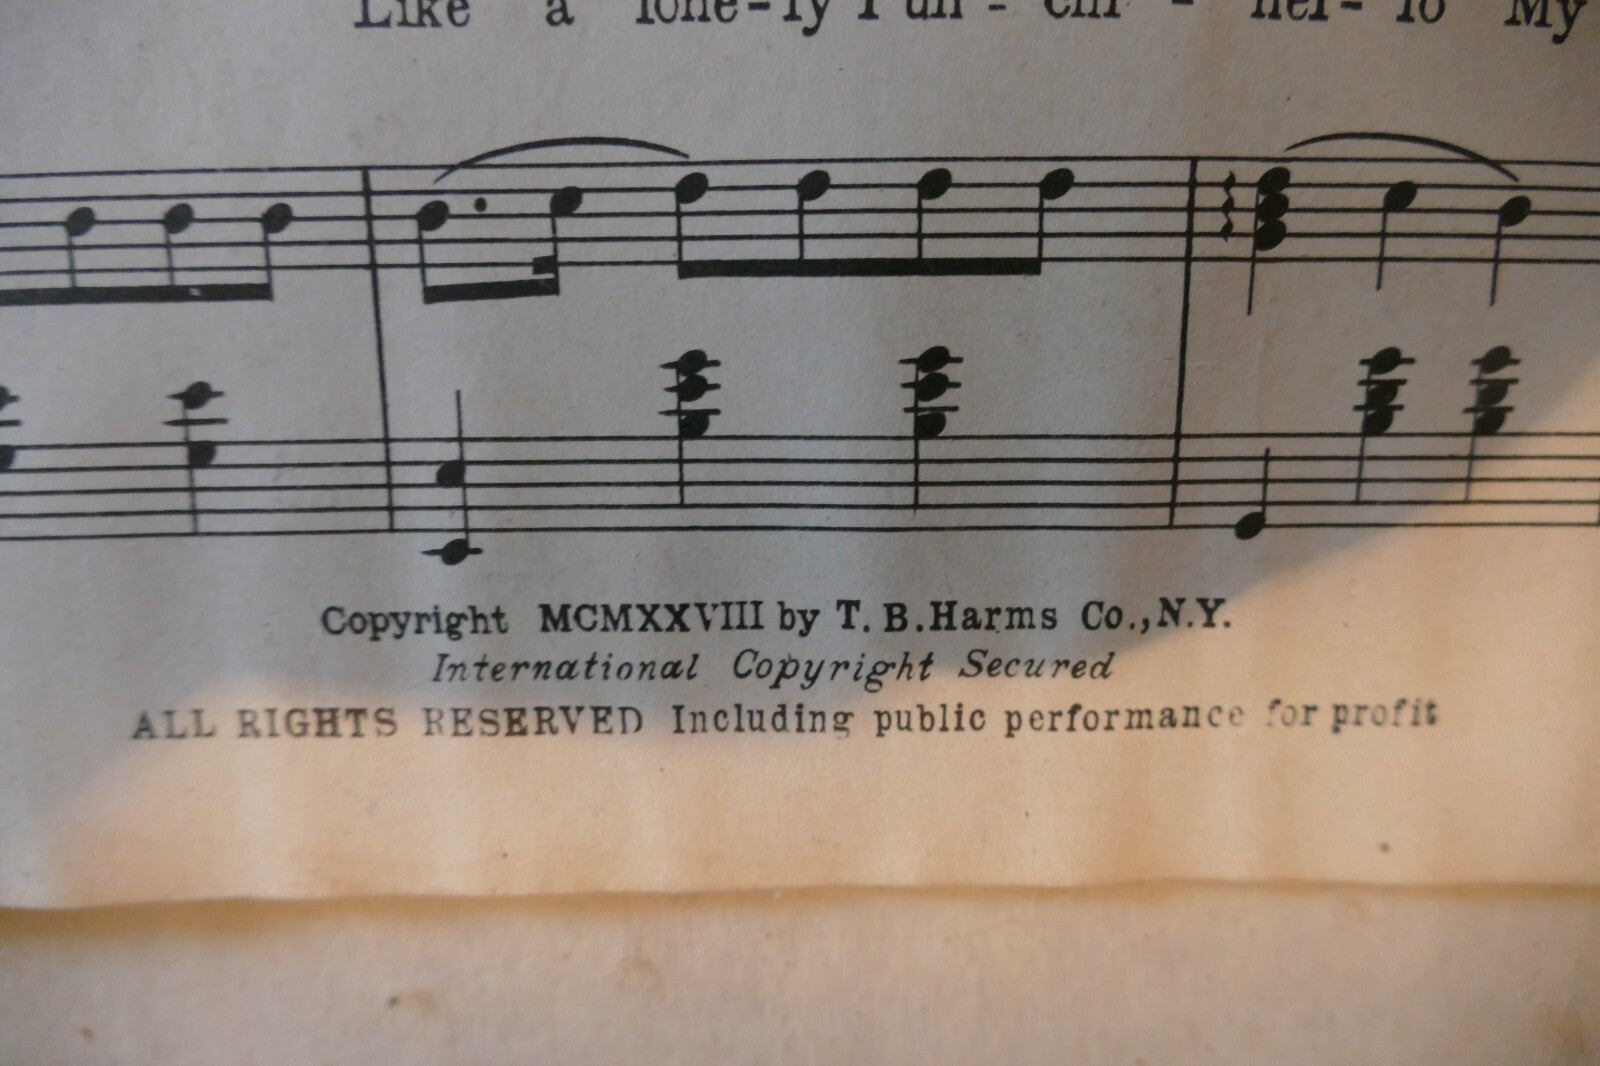 Like a lone-ly Pun - chi - nel- lo My
Copyright MCMXXVIII by T. B. Harms Co., N.Y.
International Copyright Secured
ALL RIGHTS RESERVED Including public performance for profit